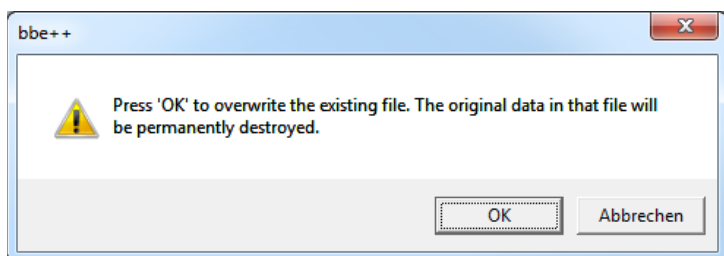 bbe++
Press 'OK' to overwrite the existing file. The original data in that file will
be permanently destroyed.
OK
Abbrechen